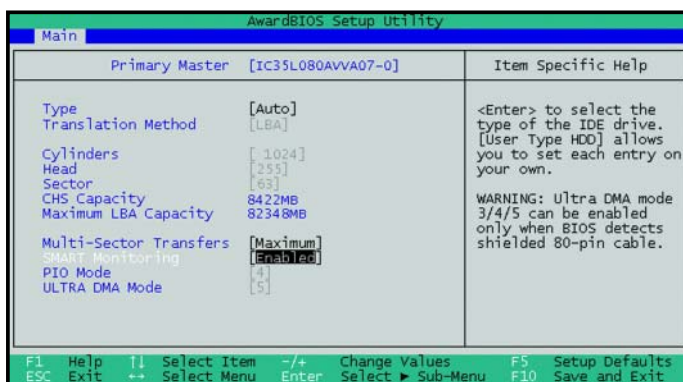 AwardBIOS Setup Utility
Main
Primary Master [IC35L080AVVA07-0]
Item Specific Help
Type [Auto]
Translation Method [LBA]
Cylinders [ 1024]
Head [255]
Sector [63]
CHS Capacity 8422MB
Maximum LBA Capacity 82348MB
Multi-Sector Transfers [Maximum]
SMART Monitoring [Enabled]
PIO Mode [4]
ULTRA DMA Mode [5]
<Enter> to select the
type of the IDE drive.
[User Type HDD] allows
you to set each entry on
your own.
WARNING: Ultra DMA mode
3/4/5 can be enabled
only when BIOS detects
shielded 80-pin cable.
F1 Help ↑↓ Select Item -/+ Change Values F5 Setup Defaults
ESC Exit ↔ Select Menu Enter Select ► Sub-Menu F10 Save and Exit